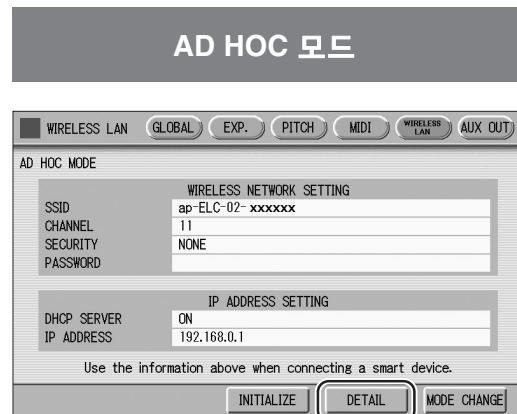 AD HOC 모드
WIRELESS LAN GLOBAL EXP. PITCH MIDI WIRELESS LAN AUX OUT
AD HOC MODE
WIRELESS NETWORK SETTING
SSID ap-ELC-02- xxxxxx
CHANNEL 11
SECURITY NONE
PASSWORD
IP ADDRESS SETTING
DHCP SERVER ON
IP ADDRESS 192.168.0.1
Use the information above when connecting a smart device.
INITIALIZE DETAIL MODE CHANGE